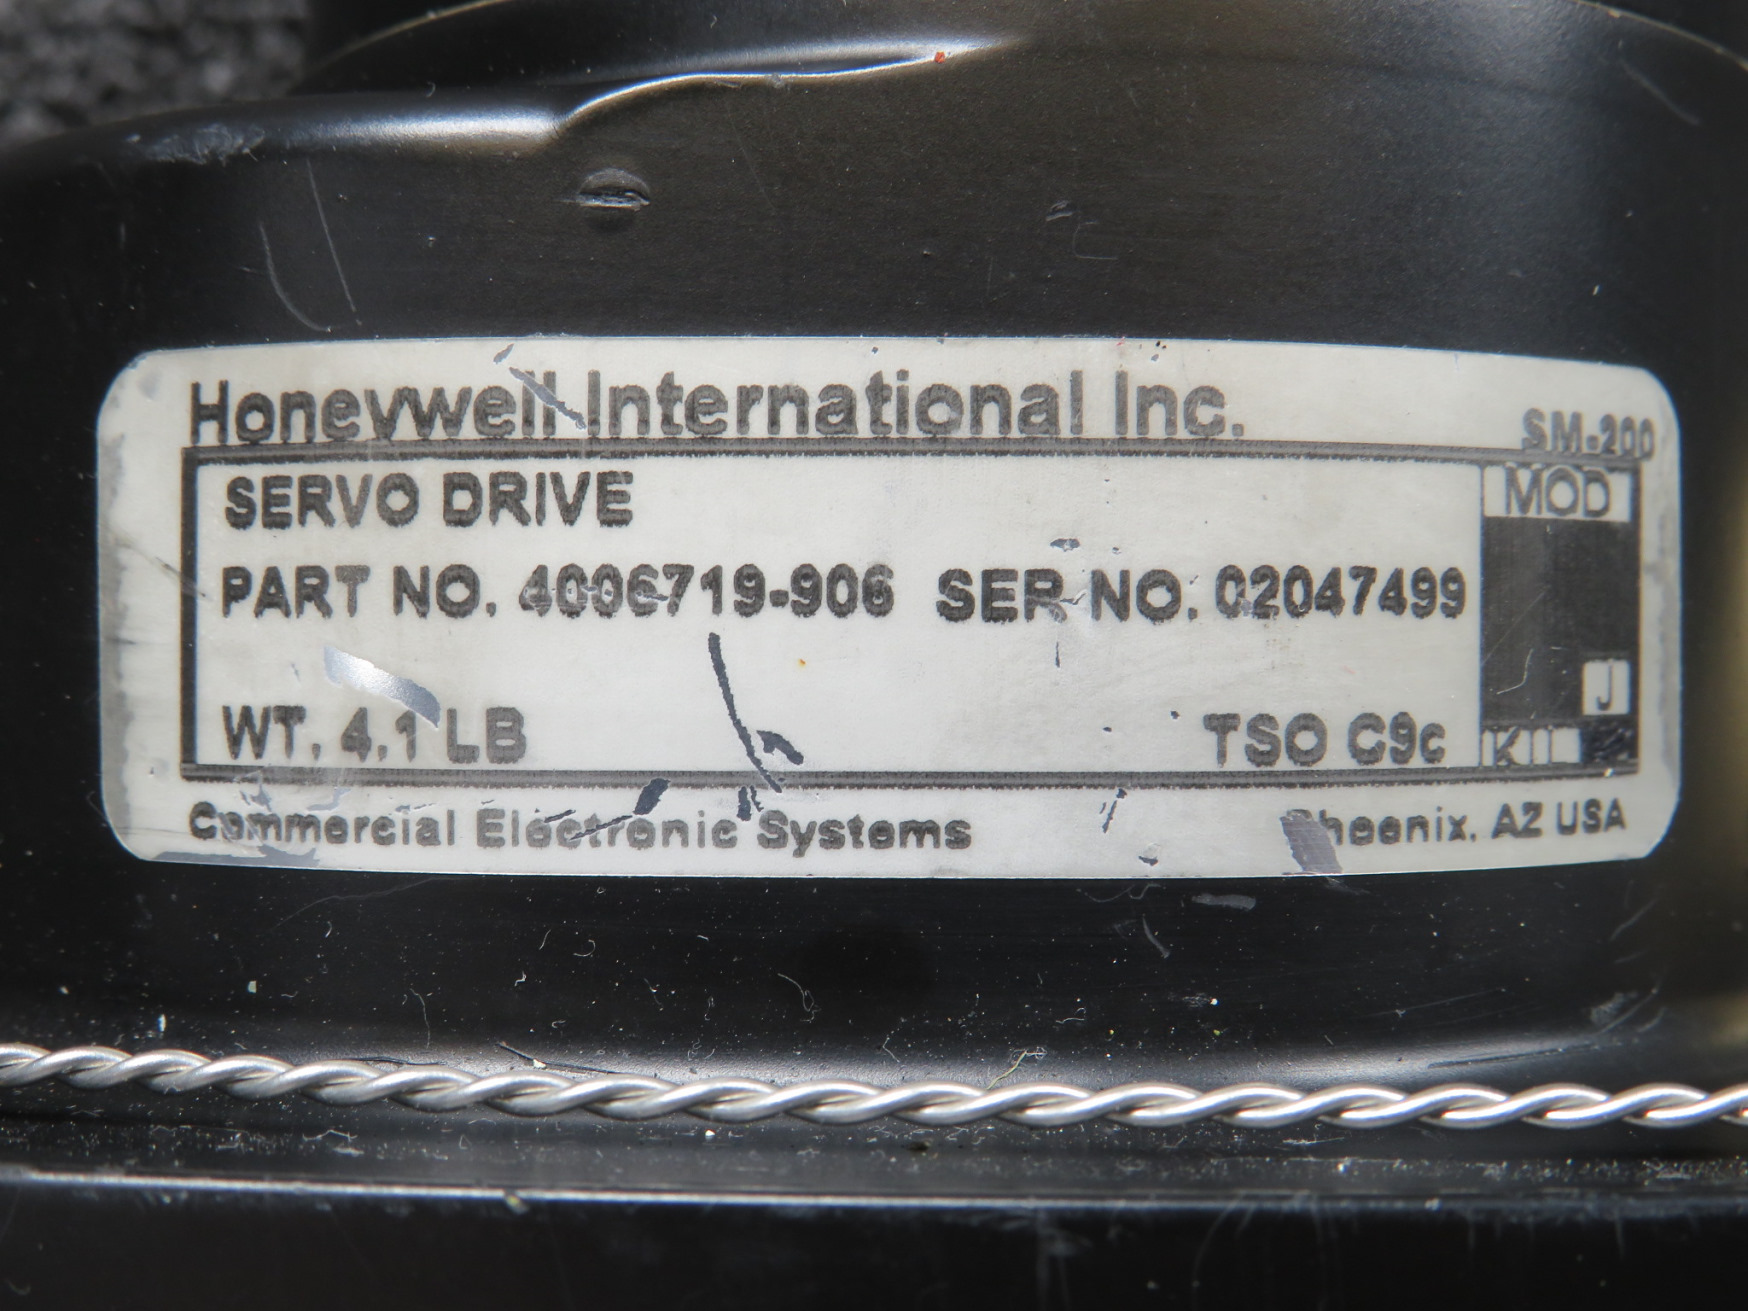 Honeywell International Inc.
SM-200
SERVO DRIVE
MOD
PART NO. 4006719-906 SER NO. 02047499
J
WT. 4.1 LB
TSO C9c
Commercial Electronic Systems
Phoenix, AZ USA